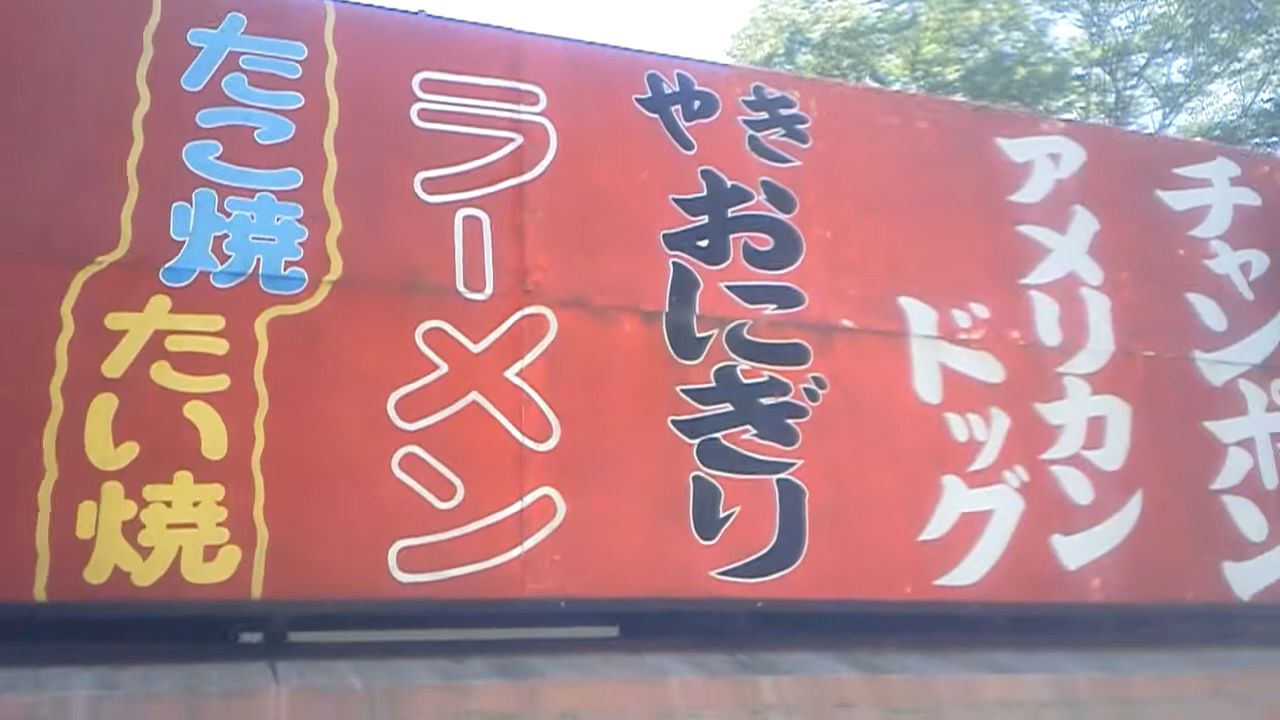 チャンポン
アメリカン
ドッグ
やき
おにぎり
ラーメン
たこ焼
たい焼